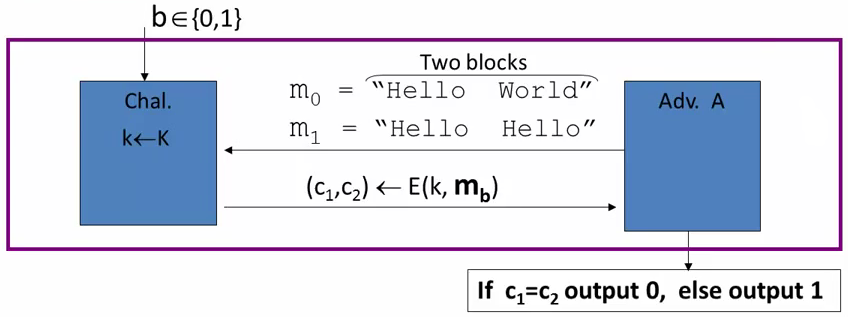 b∈{0,1}
Two blocks
Chal.
k←K
m₀ = “Hello World”
m₁ = “Hello Hello”
Adv. A
(c₁,c₂) ← E(k, m_b)
If c₁=c₂ output 0, else output 1